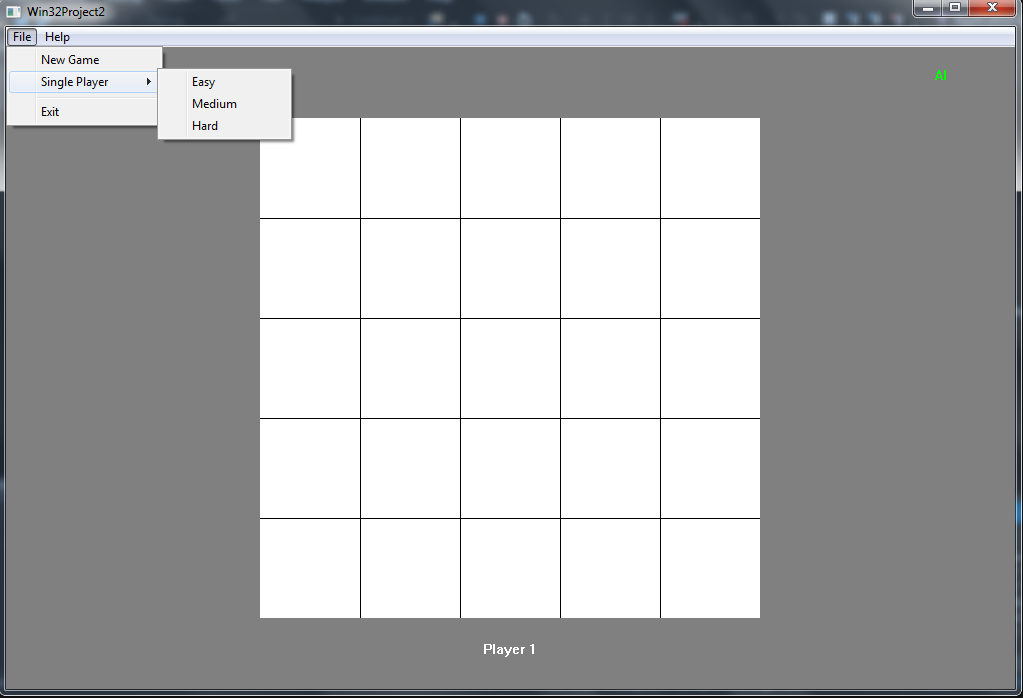 Win32Project2
File Help
New Game
Single Player
Exit
Easy
Medium
Hard
AI
Player 1